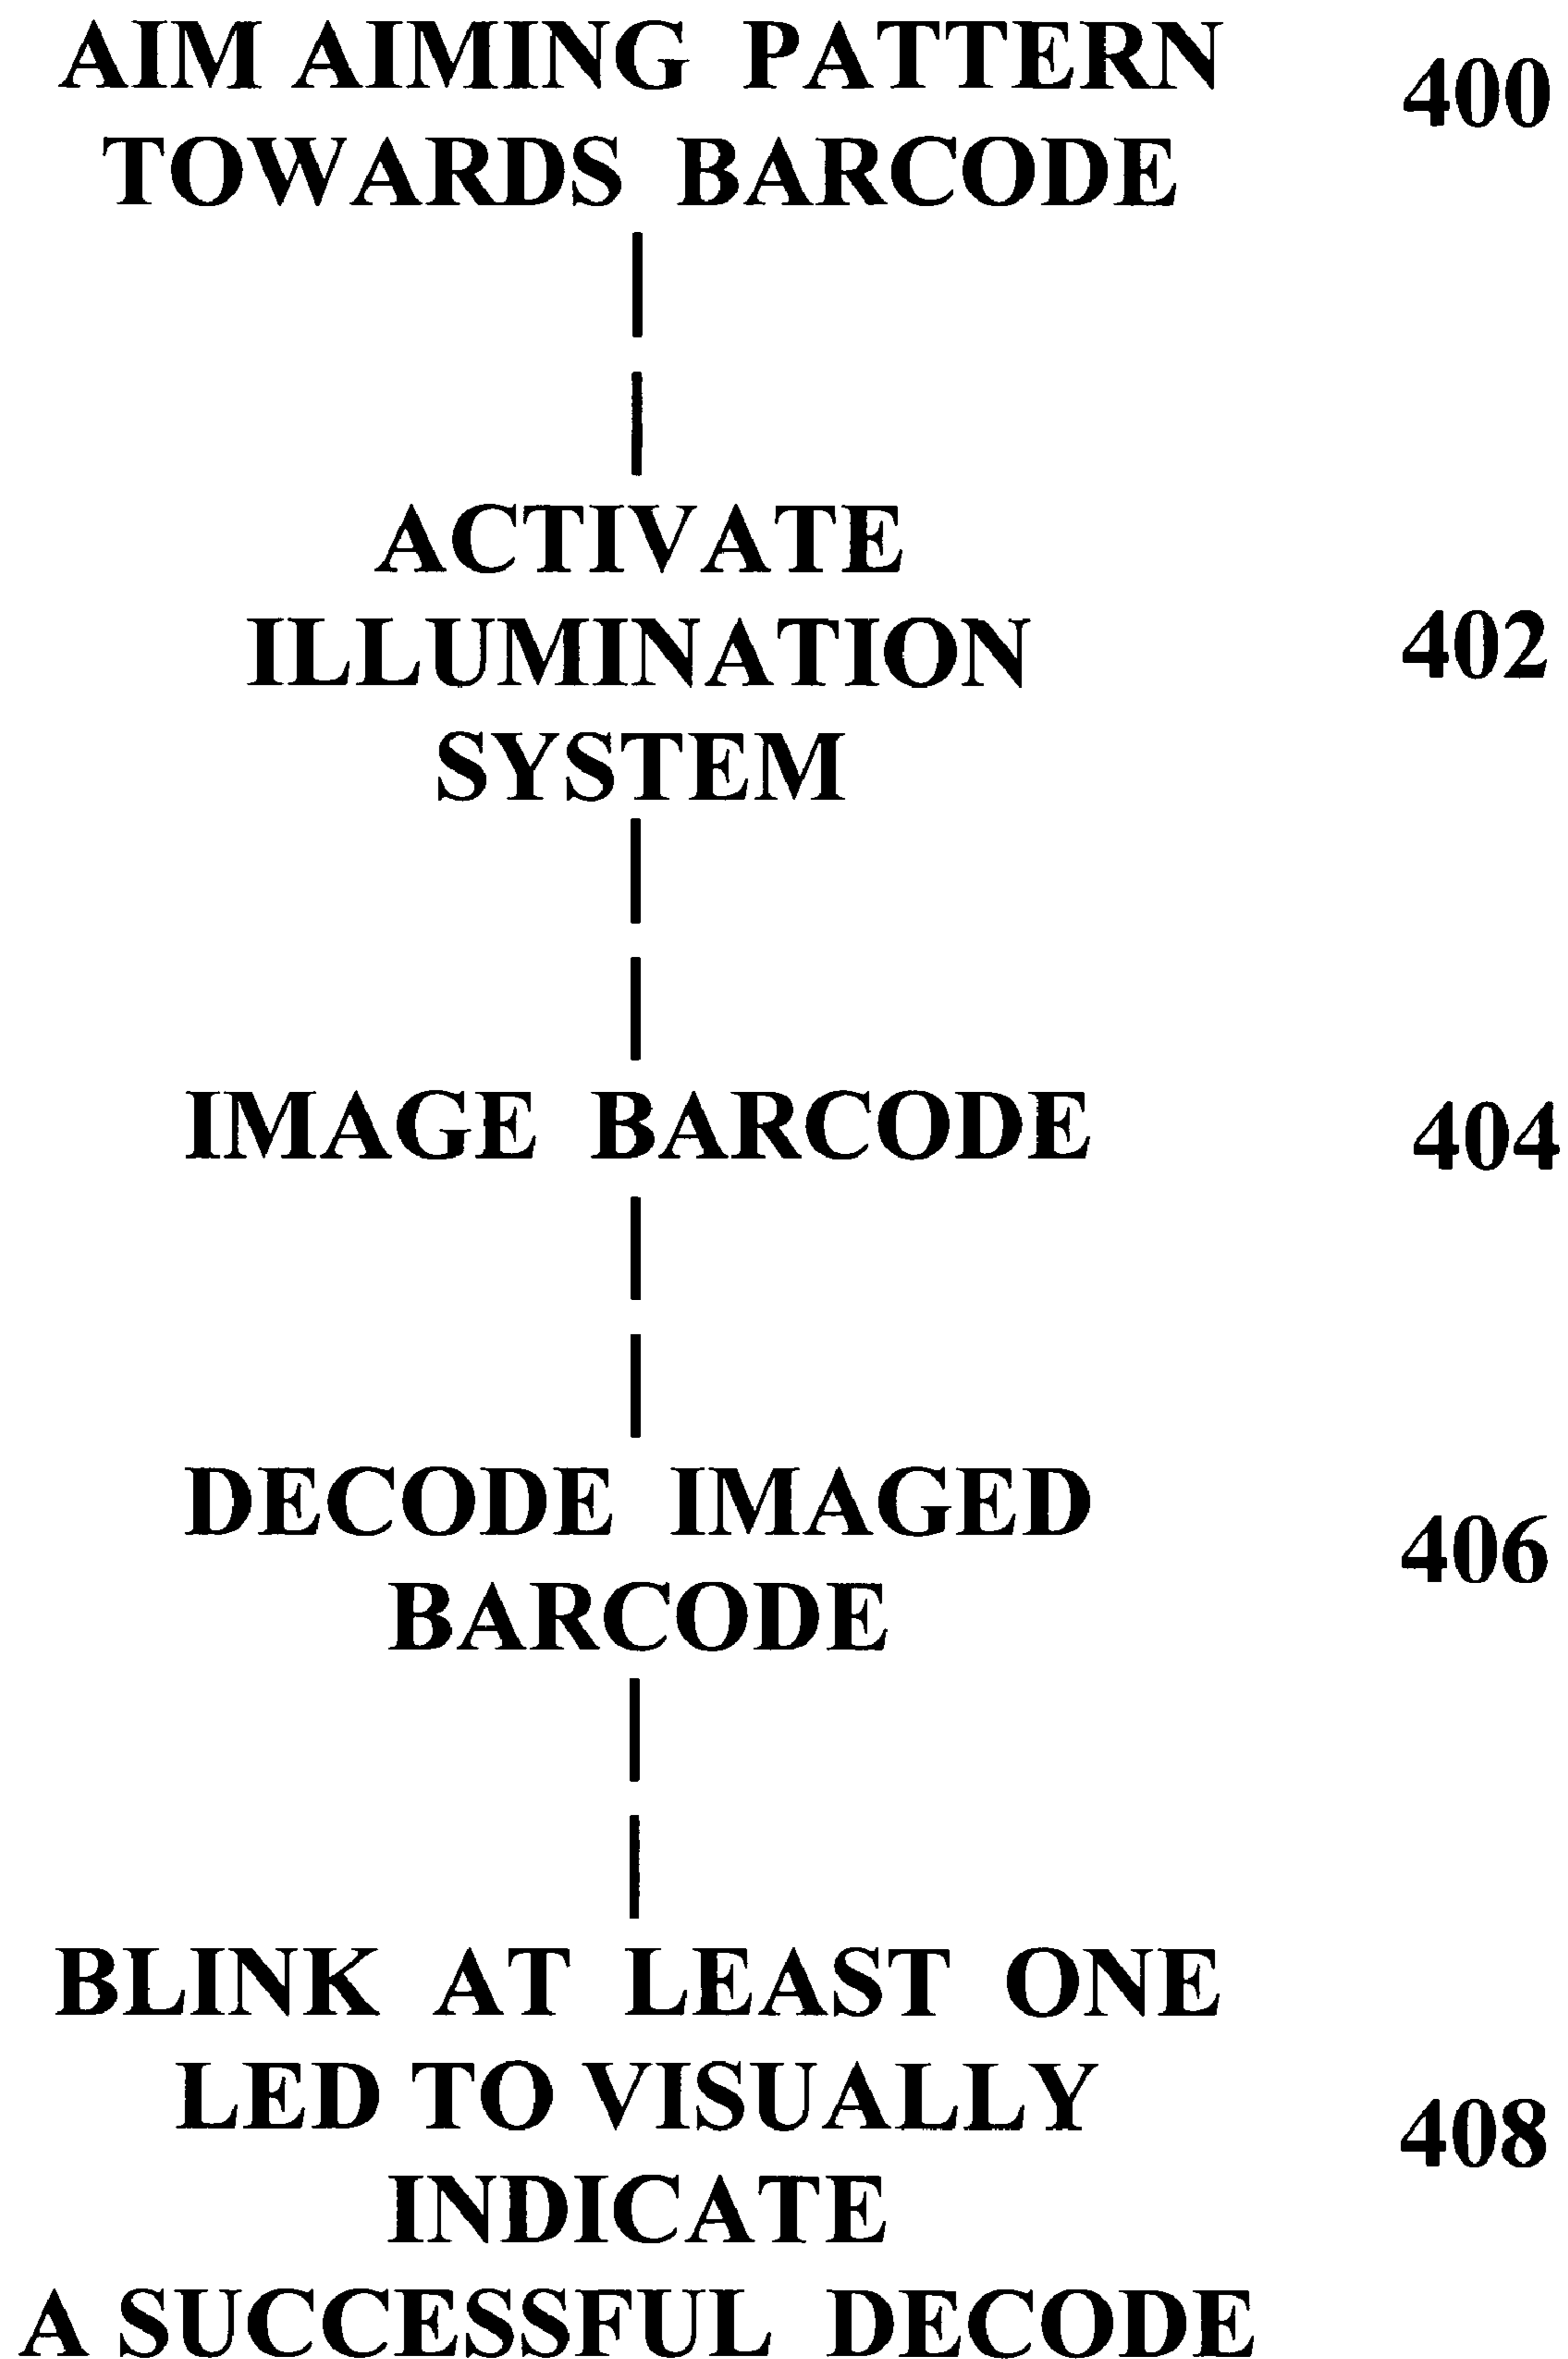 AIM AIMING PATTERN
400
TOWARDS BARCODE
ACTIVATE
ILLUMINATION
402
SYSTEM
IMAGE BARCODE
404
DECODE IMAGED
406
BARCODE
BLINK AT LEAST ONE
LED TO VISUALLY
408
INDICATE
A SUCCESSFUL DECODE